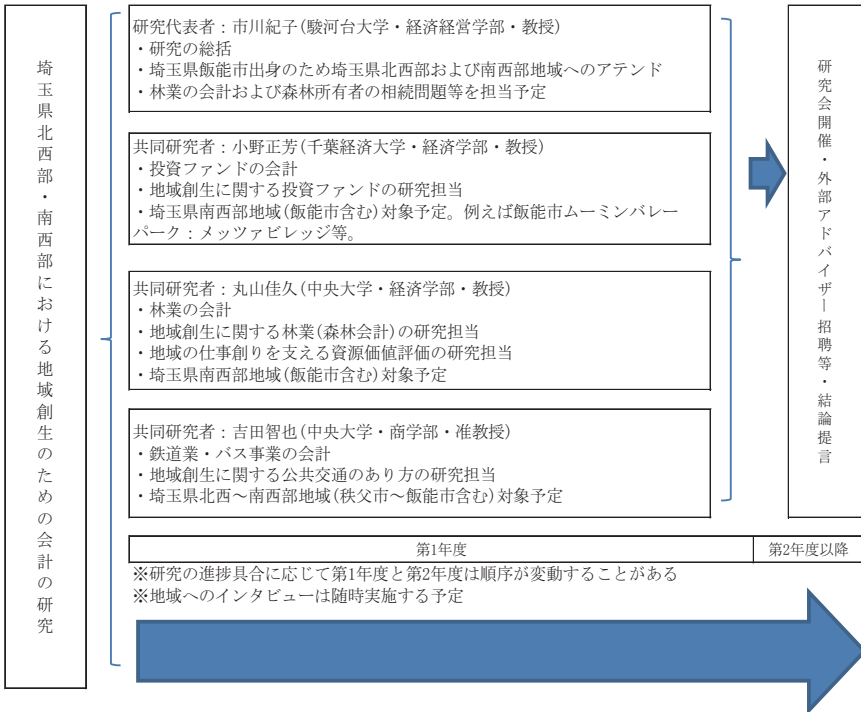 埼玉県北西部・南西部における地域創生のための会計の研究
研究代表者：市川紀子(駿河台大学・経済経営学部・教授)
・研究の総括
・埼玉県飯能市出身のため埼玉県北西部および南西部地域へのアテンド
・林業の会計および森林所有者の相続問題等を担当予定
共同研究者：小野正芳(千葉経済大学・経済学部・教授)
・投資ファンドの会計
・地域創生に関する投資ファンドの研究担当
・埼玉県南西部地域(飯能市含む)対象予定。例えば飯能市ムーミンバレー
パーク：メッツァビレッジ等。
共同研究者：丸山佳久(中央大学・経済学部・教授)
・林業の会計
・地域創生に関する林業(森林会計)の研究担当
・地域の仕事創りを支える資源価値評価の研究担当
・埼玉県南西部地域(飯能市含む)対象予定
共同研究者：吉田智也(中央大学・商学部・准教授)
・鉄道業・バス事業の会計
・地域創生に関する公共交通のあり方の研究担当
・埼玉県北西～南西部地域(秩父市～飯能市含む)対象予定
研究会開催・外部アドバイザー招聘等・結論提言
第1年度
第2年度以降
※研究の進捗具合に応じて第1年度と第2年度は順序が変動することがある
※地域へのインタビューは随時実施する予定